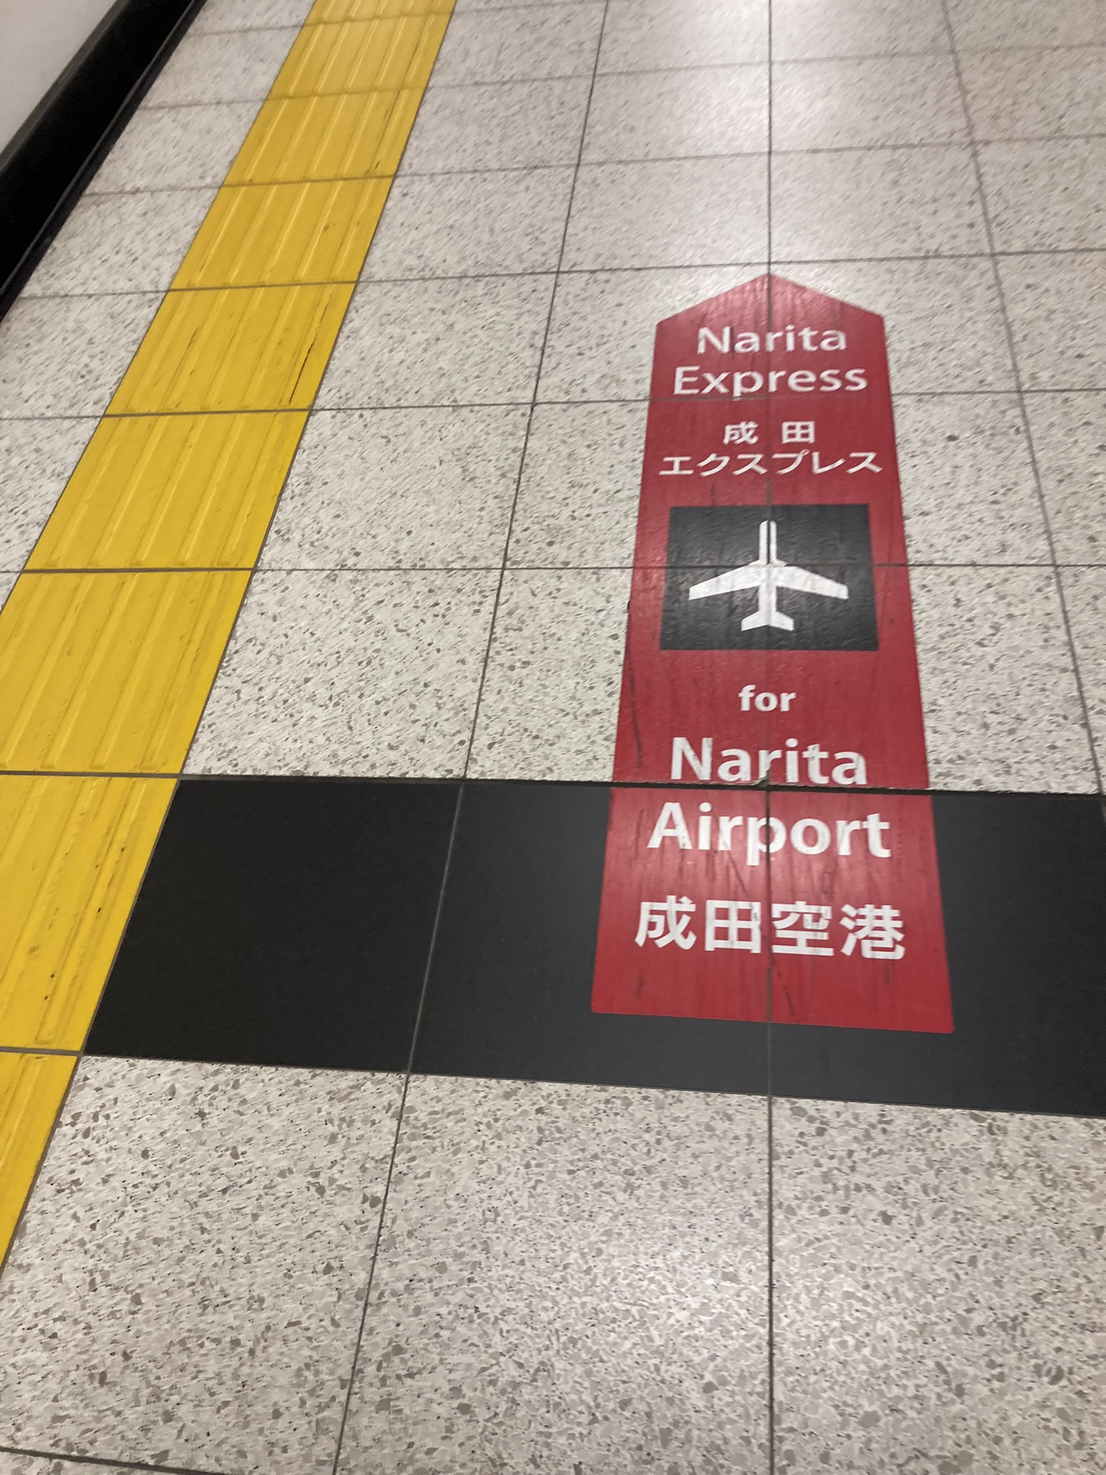 Narita
Express
成田
エクスプレス
for
Narita
Airport
成田空港